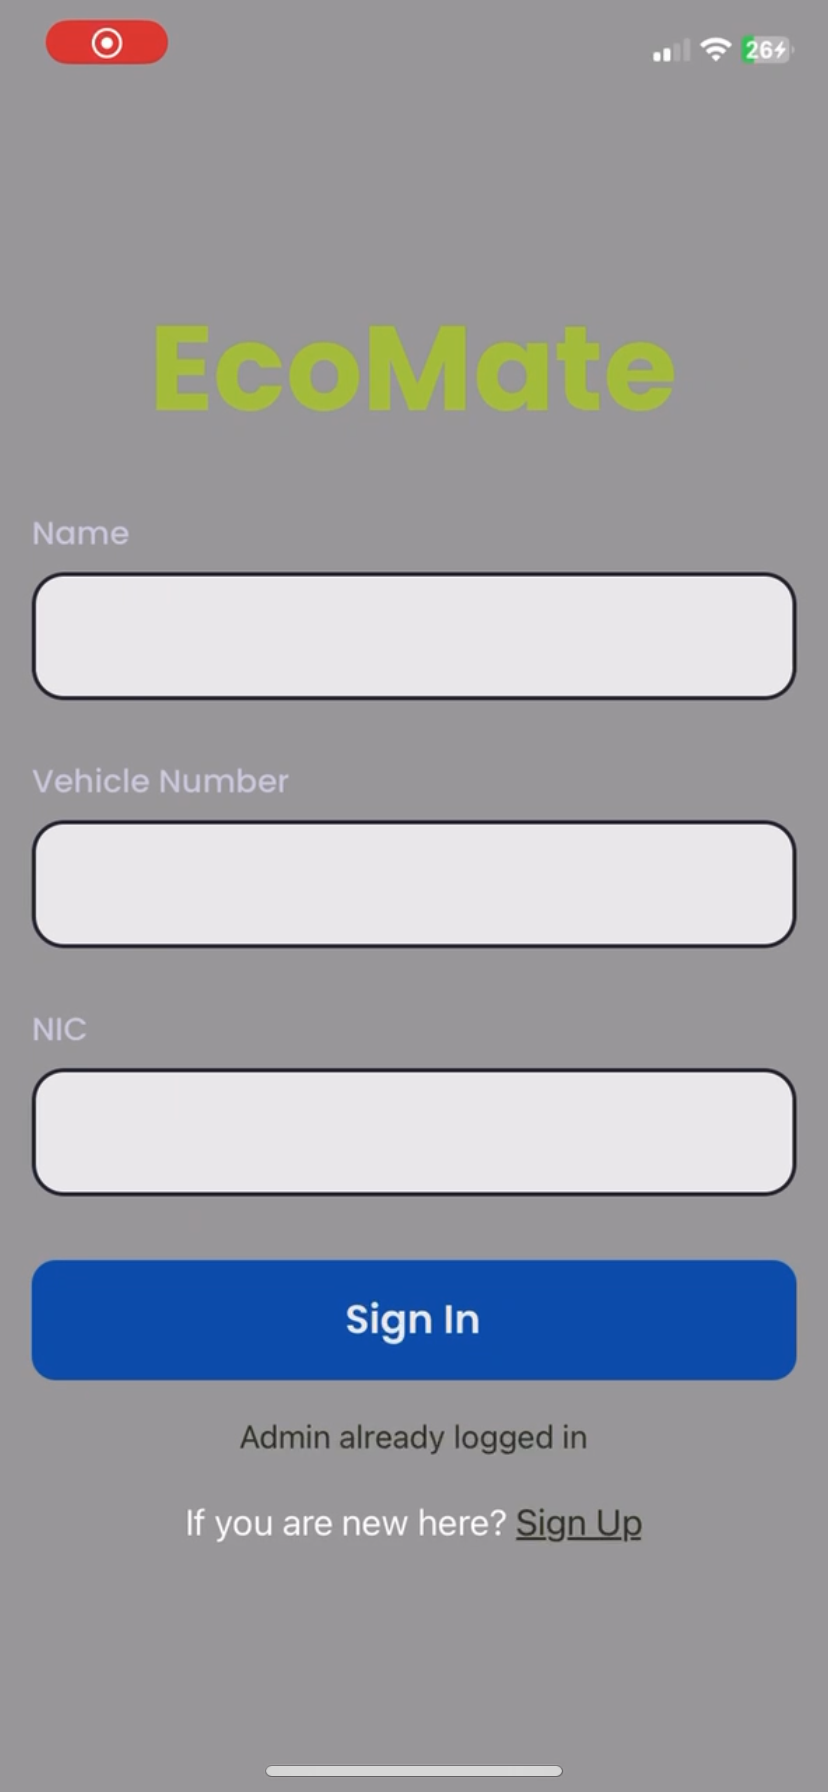 26
EcoMate
Name
Vehicle Number
NIC
Sign In
Admin already logged in
If you are new here? Sign Up